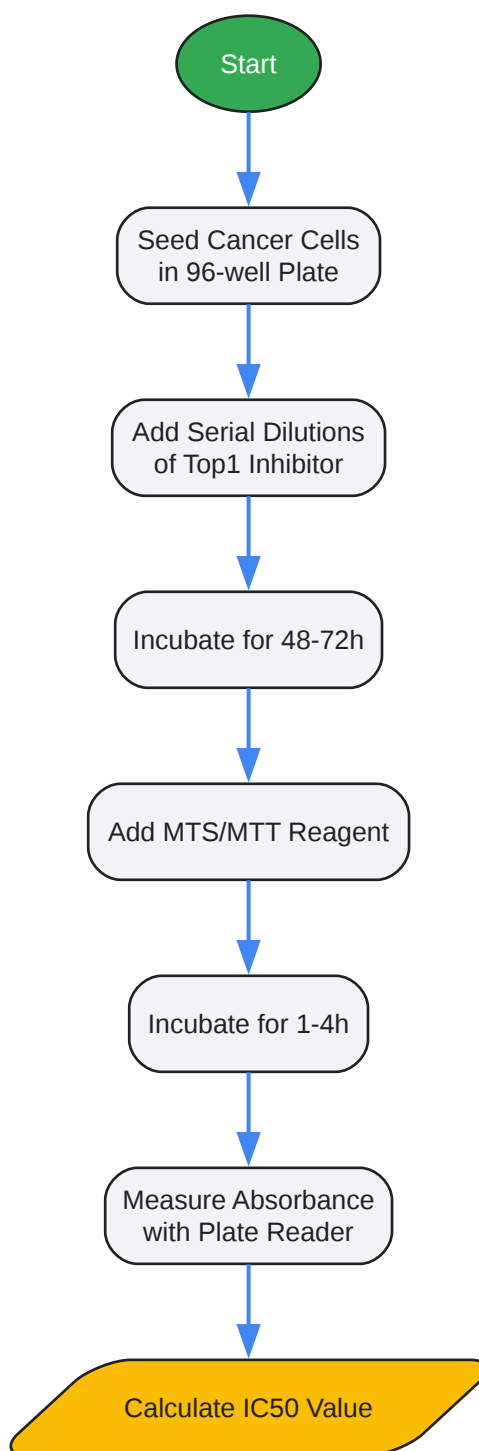 Start
Seed Cancer Cells
in 96-well Plate
Add Serial Dilutions
of Top1 Inhibitor
Incubate for 48-72h
Add MTS/MTT Reagent
Incubate for 1-4h
Measure Absorbance
with Plate Reader
Calculate IC50 Value